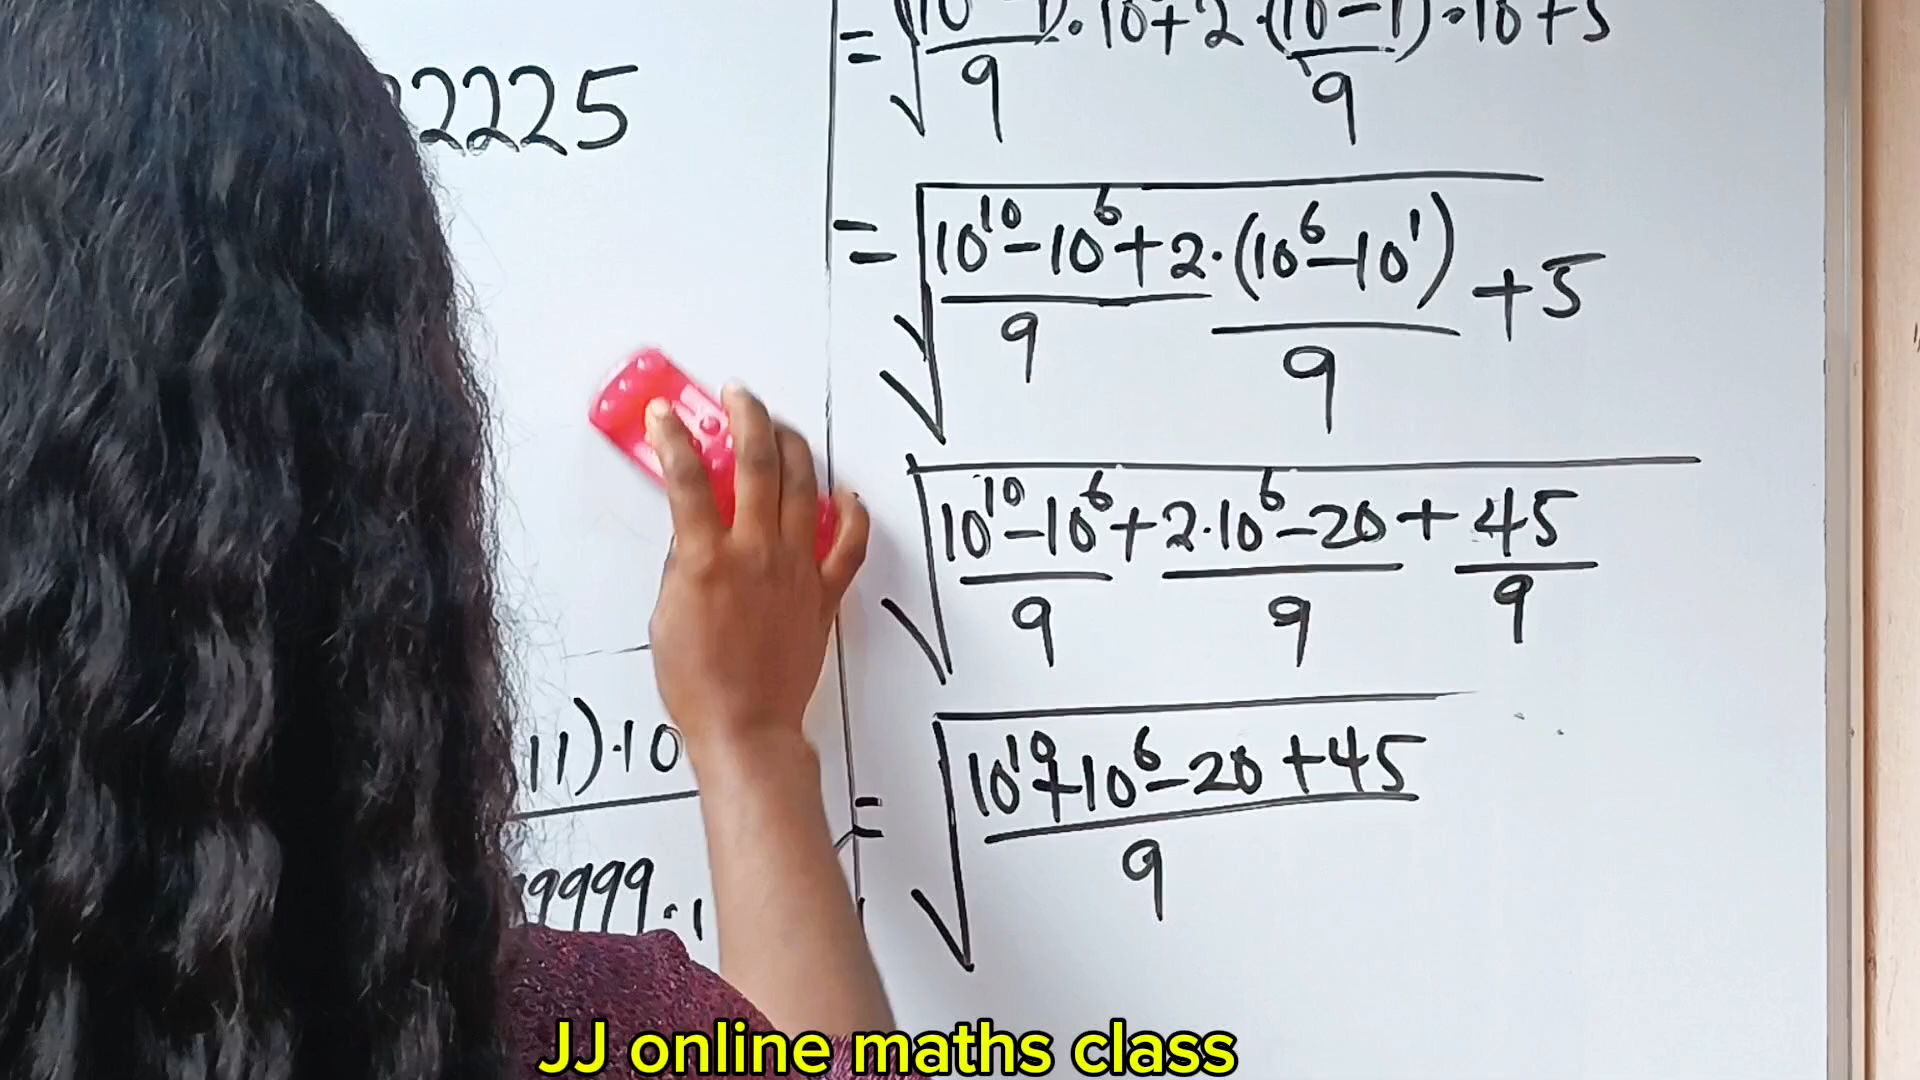 2225
= √((10 - 1)/9 · 10 + 2 · (10 - 1)/9 · 10 + 5)
= √((10¹⁰ - 10⁶)/9 + 2 · (10⁶ - 10¹)/9 + 5)
√((10¹⁰ - 10⁶)/9 + (2·10⁶ - 20)/9 + 45/9)
= √((10¹⁰ + 10⁶ - 20 + 45)/9)
11)·10
9999·1
JJ online maths class